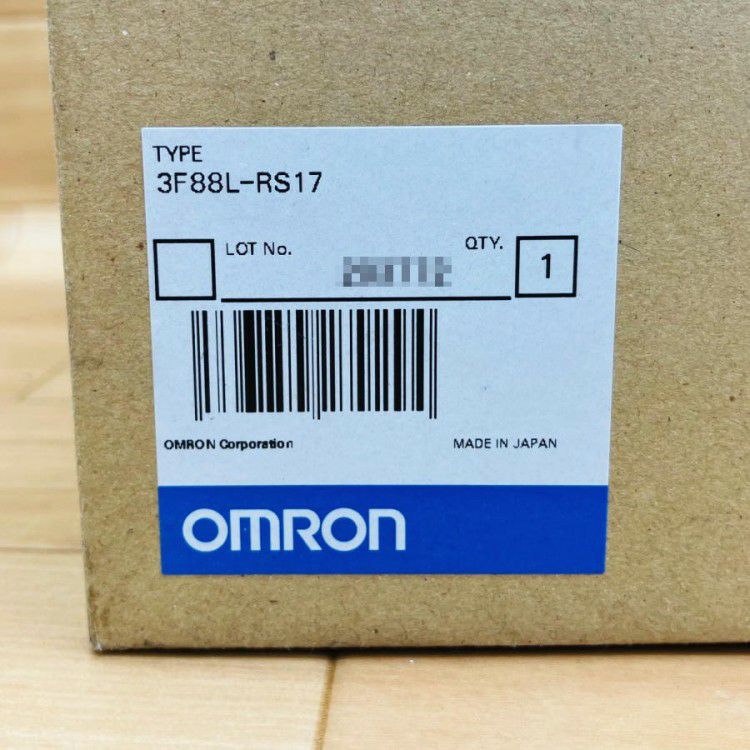 TYPE
3F88L-RS17
LOT No.
QTY.
1
OMRON Corporation
MADE IN JAPAN
OMRON